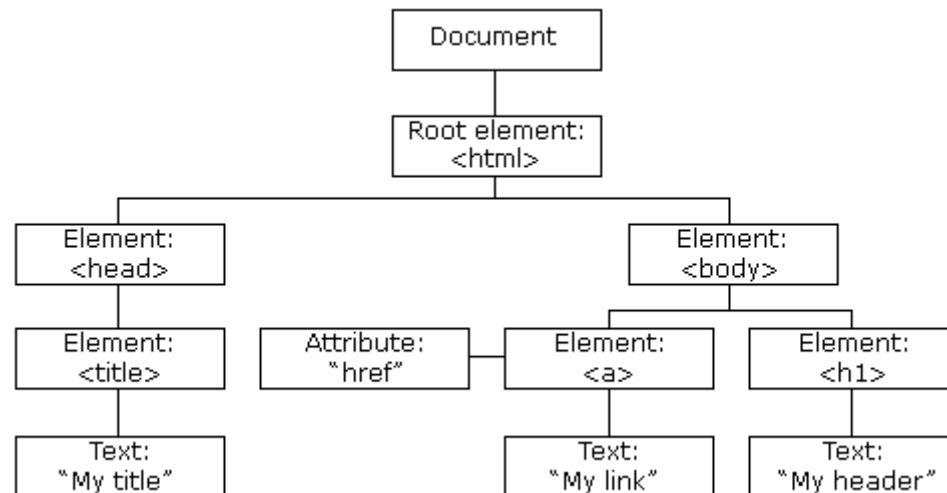 Document
Root element:
<html>
Element:
<head>
Element:
<body>
Element:
<title>
Attribute:
“href”
Element:
<a>
Element:
<h1>
Text:
“My title”
Text:
“My link”
Text:
“My header”